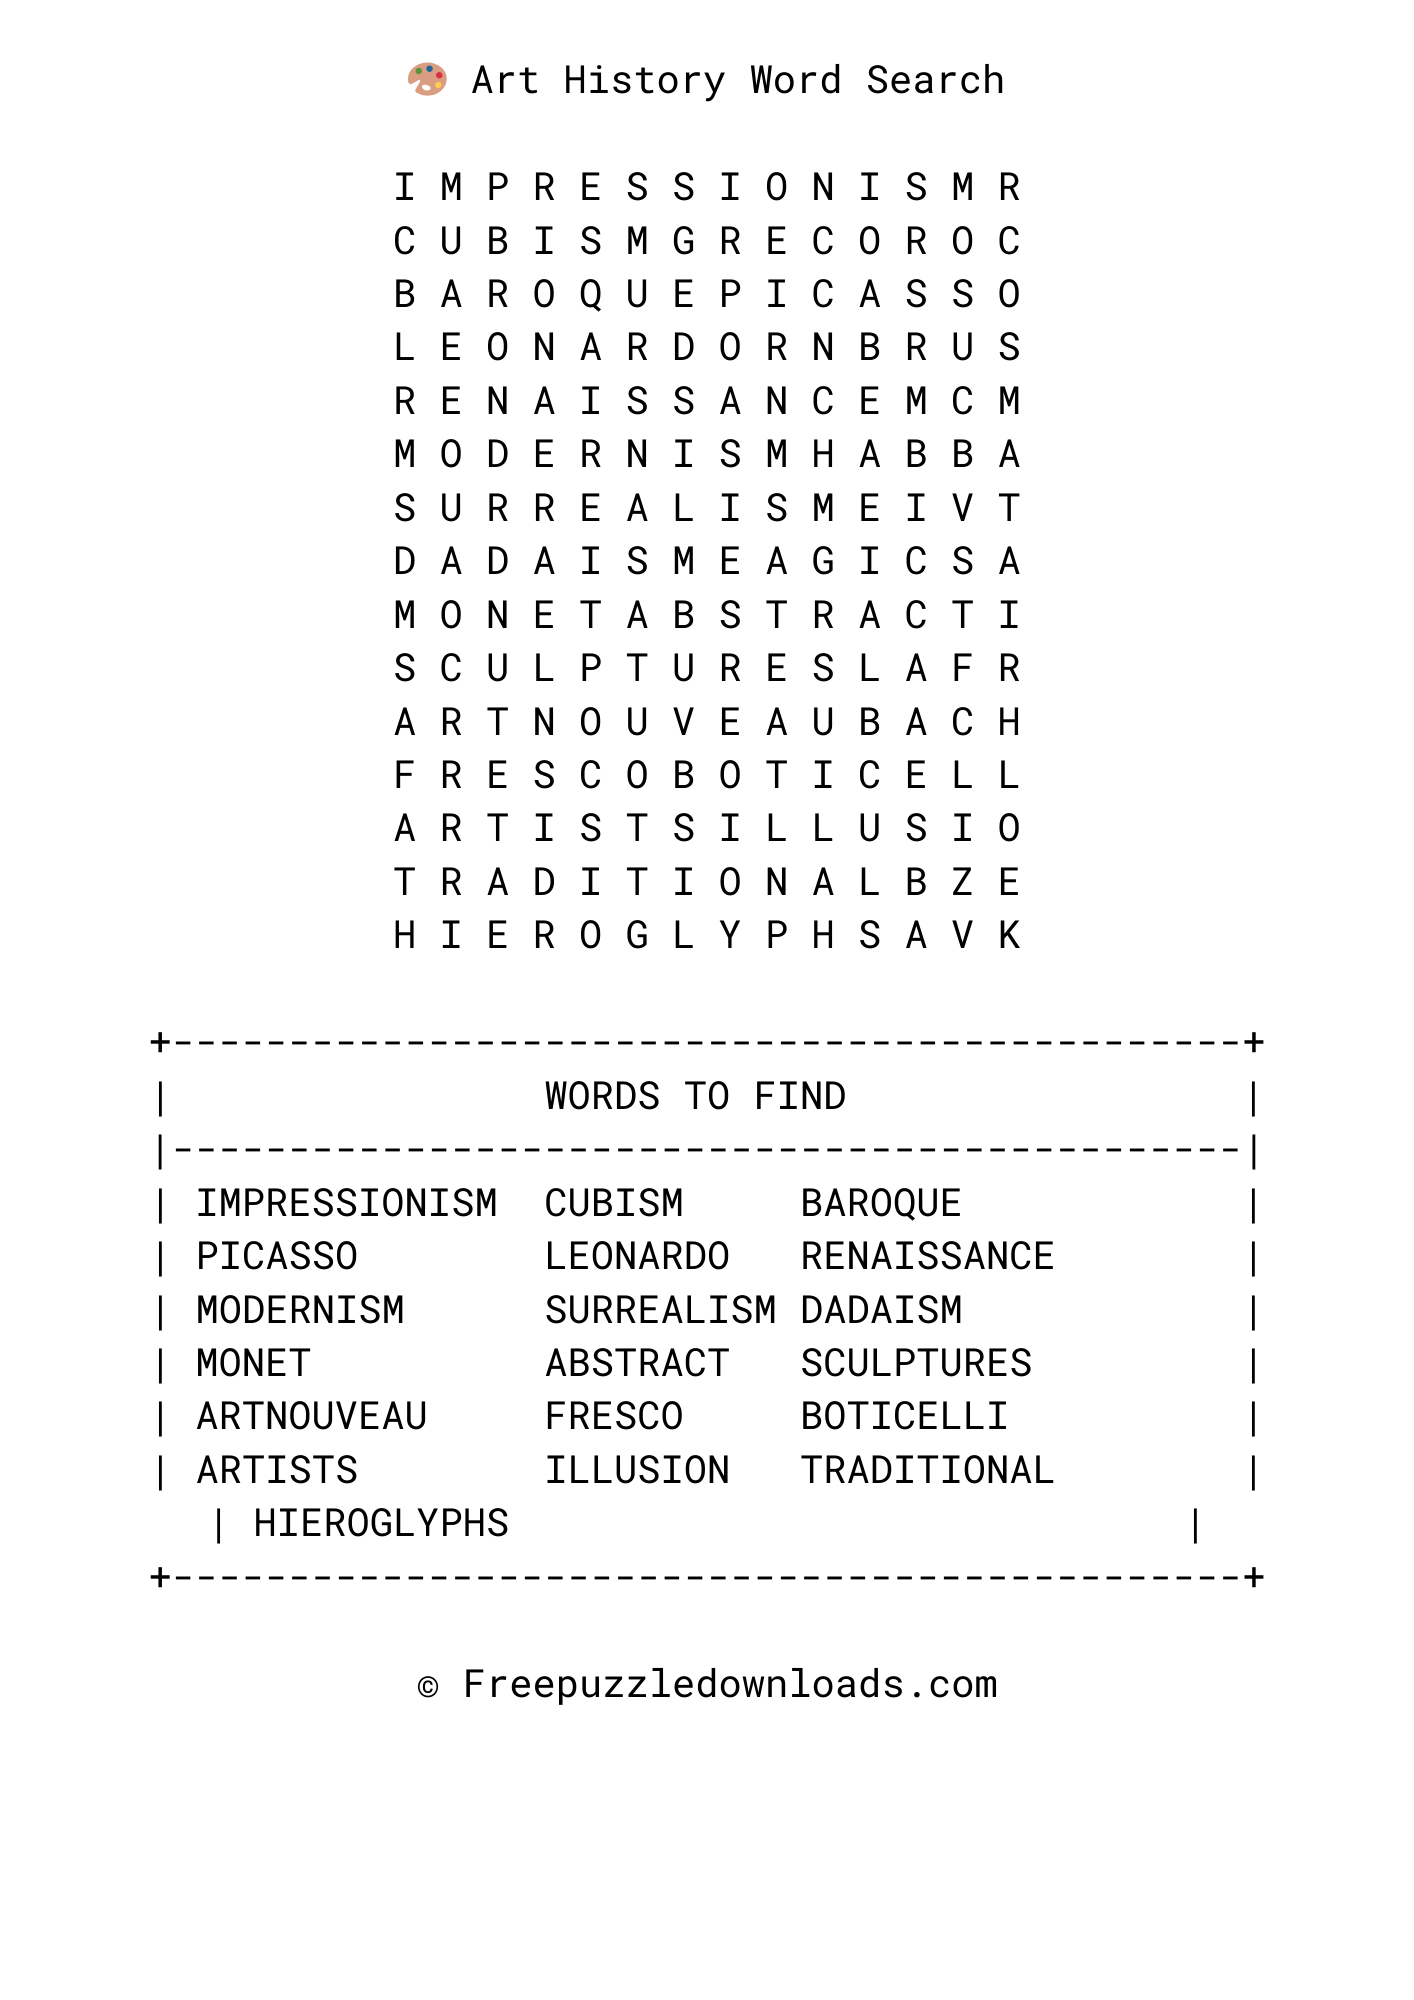 🎨 Art History Word Search
I M P R E S S I O N I S M R
C U B I S M G R E C O R O C
B A R O Q U E P I C A S S O
L E O N A R D O R N B R U S
R E N A I S S A N C E M C M
M O D E R N I S M H A B B A
S U R R E A L I S M E I V T
D A D A I S M E A G I C S A
M O N E T A B S T R A C T I
S C U L P T U R E S L A F R
A R T N O U V E A U B A C H
F R E S C O B O T I C E L L
A R T I S T S I L L U S I O
T R A D I T I O N A L B Z E
H I E R O G L Y P H S A V K
+----------------------------------------------+
| WORDS TO FIND |
|----------------------------------------------|
| IMPRESSIONISM CUBISM BAROQUE |
| PICASSO LEONARDO RENAISSANCE |
| MODERNISM SURREALISM DADAISM |
| MONET ABSTRACT SCULPTURES |
| ARTNOUVEAU FRESCO BOTICELLI |
| ARTISTS ILLUSION TRADITIONAL |
| HIEROGLYPHS |
+----------------------------------------------+
© Freepuzzledownloads.com